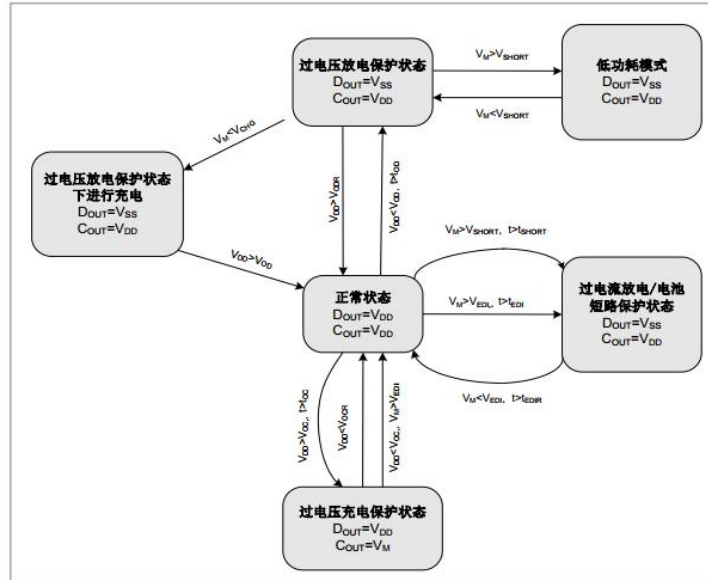 过电压放电保护状态
DOUT=VSS
COUT=VDD
VM>VSHORT
VM<VSHORT
低功耗模式
DOUT=VSS
COUT=VDD
VM<VCHG
过电压放电保护状态
下进行充电
DOUT=VSS
COUT=VDD
VDD>VODR
VDD<VOD, t>tOD
VDD>VOD
VM>VSHORT, t>tSHORT
正常状态
DOUT=VDD
COUT=VDD
VM>VEDI, t>tEDI
过电流放电/电池
短路保护状态
DOUT=VSS
COUT=VDD
VM<VEDI, t>tEDIR
VDD>VOC, t>tOC
VDD<VOCR
VDD<VOC, VM>VEDI
过电压充电保护状态
DOUT=VDD
COUT=VM